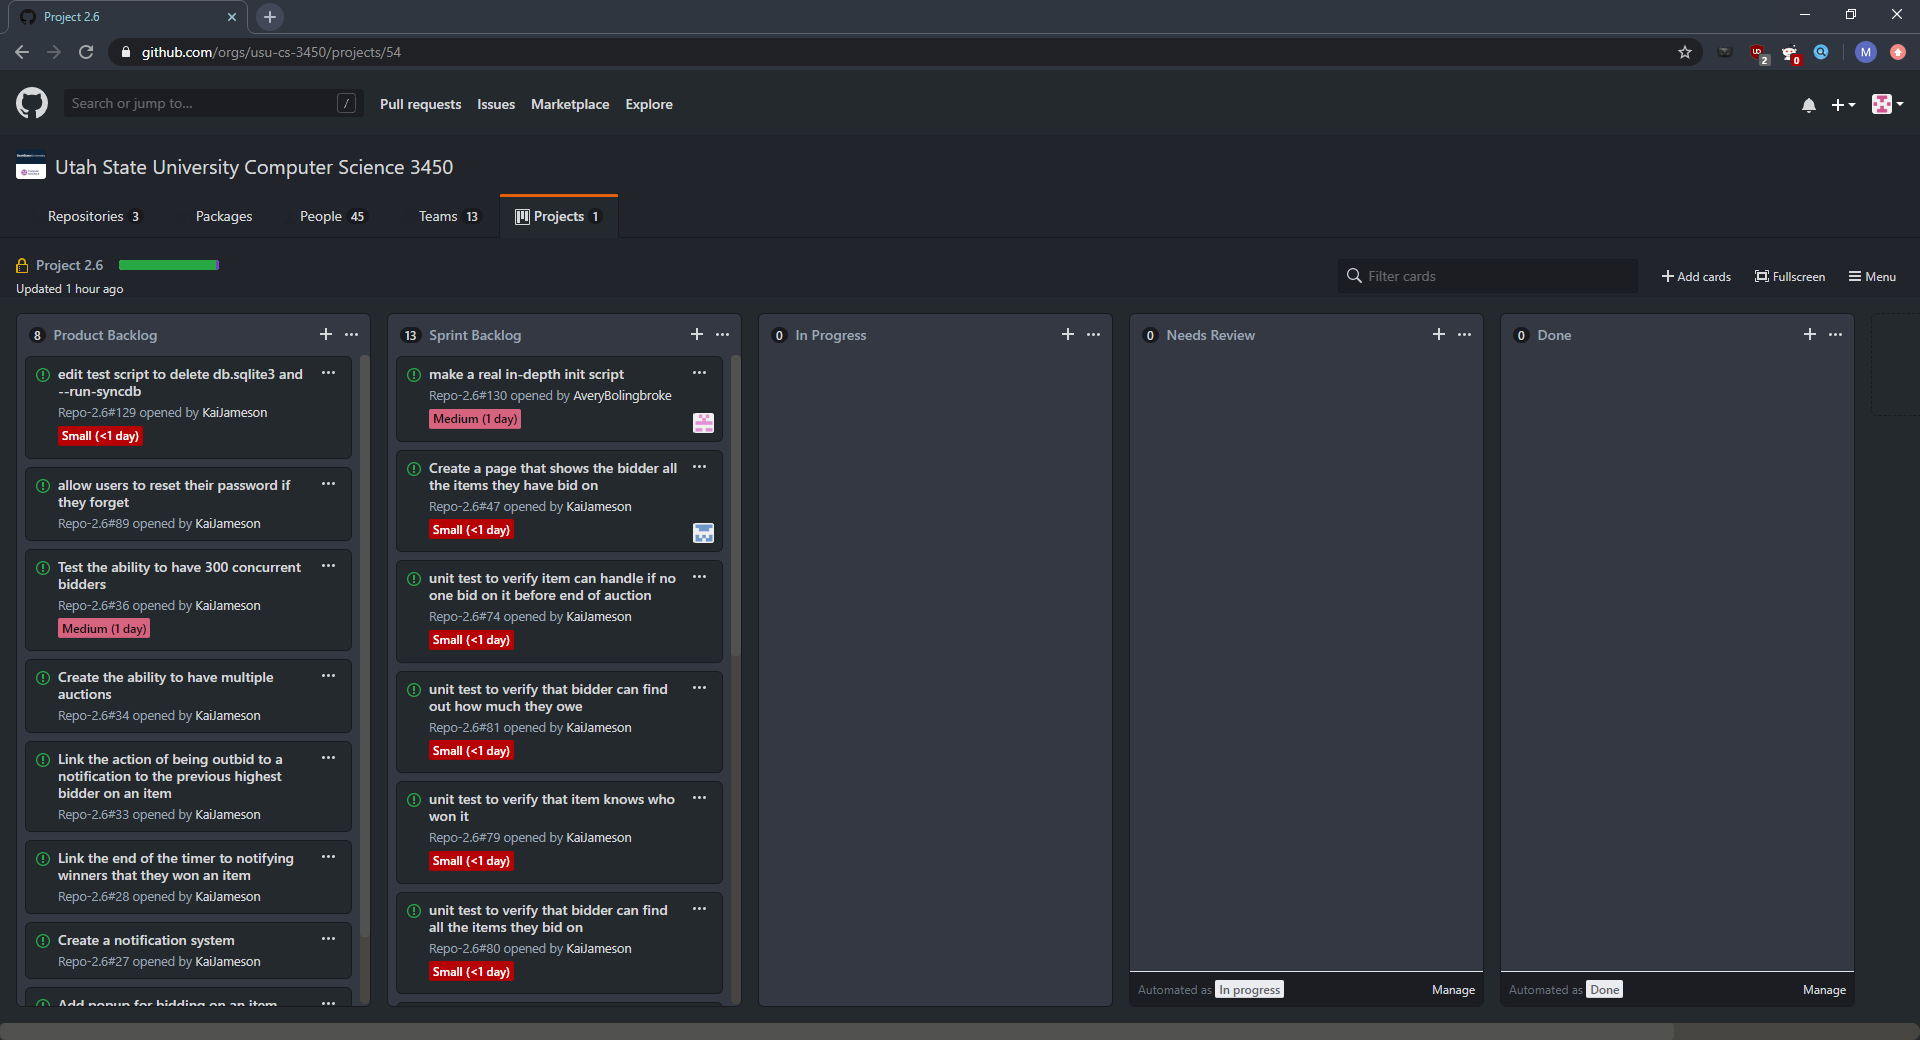 Project 2.6
github.com/orgs/usu-cs-3450/projects/54
2
0
M
Search or jump to...
/
Pull requests
Issues
Marketplace
Explore
Utah State University Computer Science 3450
Repositories 3
Packages
People 45
Teams 13
Projects 1
Project 2.6
Updated 1 hour ago
Filter cards
Add cards
Fullscreen
Menu
8 Product Backlog
edit test script to delete db.sqlite3 and
--run-syncdb
Repo-2.6#129 opened by KaiJameson
Small (<1 day)
allow users to reset their password if
they forget
Repo-2.6#89 opened by KaiJameson
Test the ability to have 300 concurrent
bidders
Repo-2.6#36 opened by KaiJameson
Medium (1 day)
Create the ability to have multiple
auctions
Repo-2.6#34 opened by KaiJameson
Link the action of being outbid to a
notification to the previous highest
bidder on an item
Repo-2.6#33 opened by KaiJameson
Link the end of the timer to notifying
winners that they won an item
Repo-2.6#28 opened by KaiJameson
Create a notification system
Repo-2.6#27 opened by KaiJameson
Add popup for bidding on an item
13 Sprint Backlog
make a real in-depth init script
Repo-2.6#130 opened by AveryBolingbroke
Medium (1 day)
Create a page that shows the bidder all
the items they have bid on
Repo-2.6#47 opened by KaiJameson
Small (<1 day)
unit test to verify item can handle if no
one bid on it before end of auction
Repo-2.6#74 opened by KaiJameson
Small (<1 day)
unit test to verify that bidder can find
out how much they owe
Repo-2.6#81 opened by KaiJameson
Small (<1 day)
unit test to verify that item knows who
won it
Repo-2.6#79 opened by KaiJameson
Small (<1 day)
unit test to verify that bidder can find
all the items they bid on
Repo-2.6#80 opened by KaiJameson
Small (<1 day)
0 In Progress
0 Needs Review
Automated as In progress
Manage
0 Done
Automated as Done
Manage